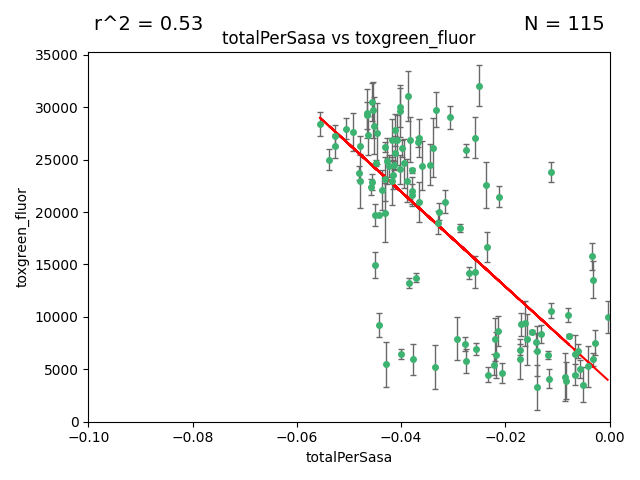 r^2 = 0.53
N = 115
totalPerSasa vs toxgreen_fluor
35000
30000
25000
20000
15000
10000
5000
0
toxgreen_fluor
−0.10
−0.08
−0.06
−0.04
−0.02
0.00
totalPerSasa